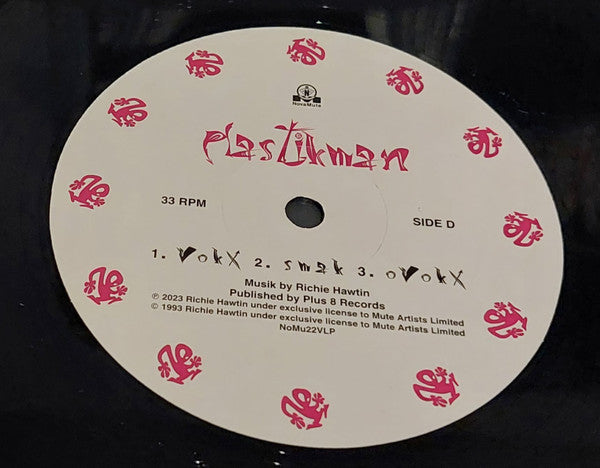 NovaMute
Plastikman
33 RPM
SIDE D
1. VokX 2. smak 3. oVokX
Musik by Richie Hawtin
Published by Plus 8 Records
℗ 2023 Richie Hawtin under exclusive license to Mute Artists Limited
© 1993 Richie Hawtin under exclusive license to Mute Artists Limited
NoMu22VLP